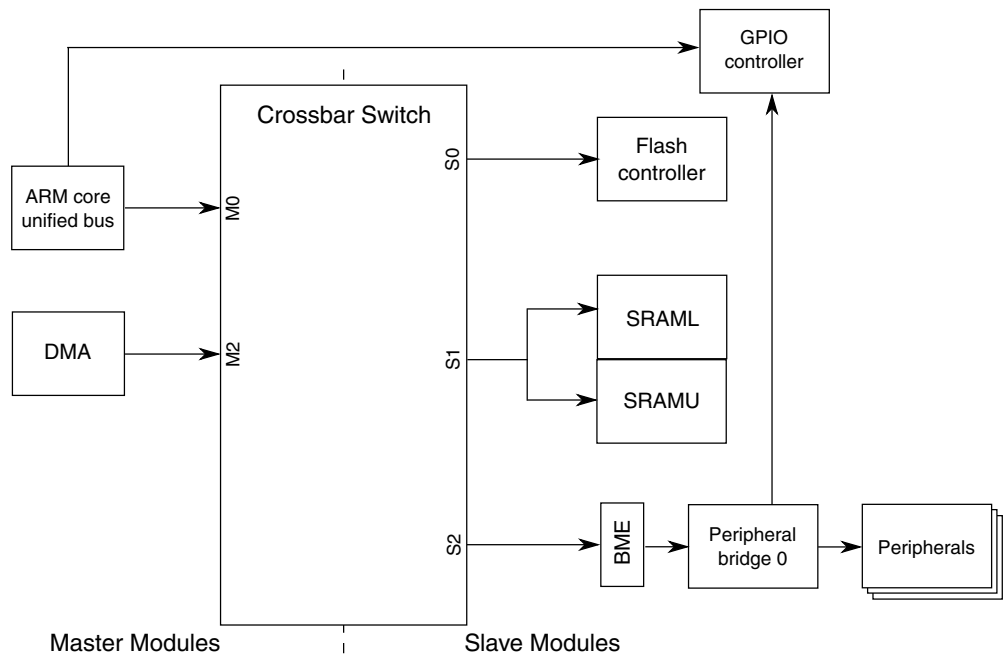 GPIO
controller
Crossbar Switch
S0
Flash
controller
ARM core
unified bus
M0
SRAML
DMA
M2
S1
SRAMU
S2
BME
Peripheral
bridge 0
Peripherals
Master Modules
Slave Modules